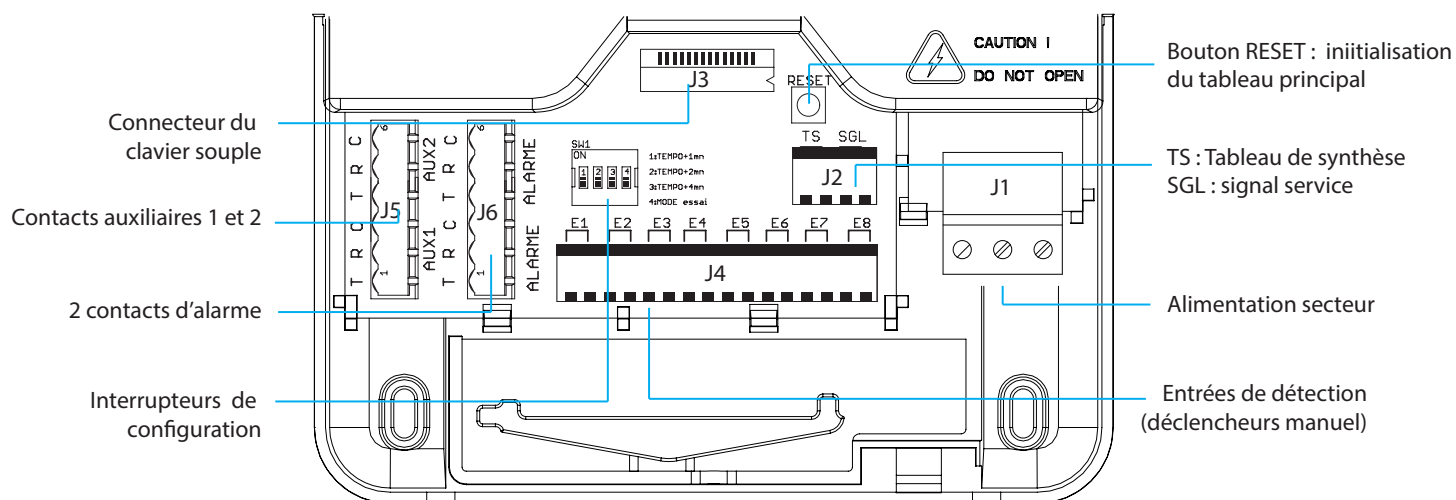 CAUTION !
DO NOT OPEN
Bouton RESET : iniitialisation
du tableau principal
J3
RESET
Connecteur du
clavier souple
T R C T R C
6
J5
1
AUX1 AUX2
T R C T R C
6
J6
1
ALARME ALARME
SW1
ON
1 2 3 4
1:TEMPO+1mn
2:TEMPO+2mn
3:TEMPO+4mn
4:MODE essai
TS SGL
J2
J1
TS : Tableau de synthèse
SGL : signal service
Contacts auxiliaires 1 et 2
E1 E2 E3 E4 E5 E6 E7 E8
J4
2 contacts d’alarme
Alimentation secteur
Interrupteurs de
configuration
Entrées de détection
(déclencheurs manuel)